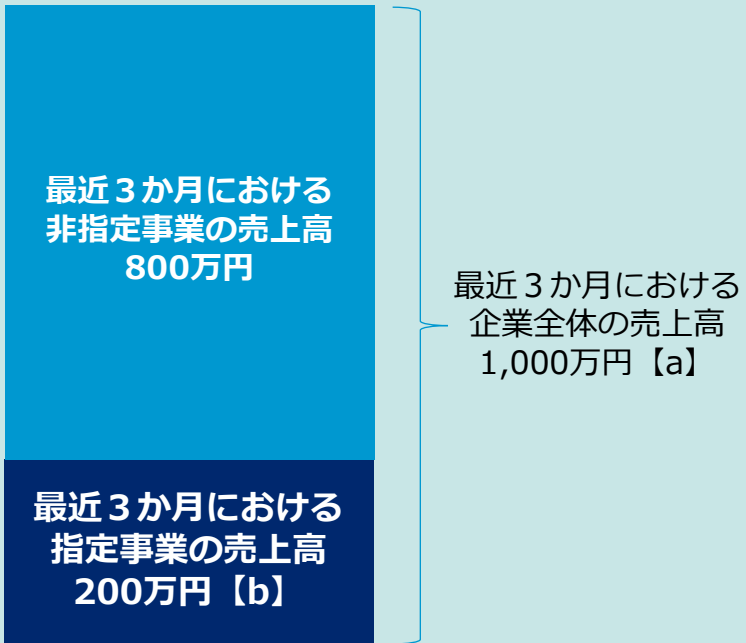 最近３か月における
非指定事業の売上高
800万円
最近３か月における
企業全体の売上高
1,000万円【a】
最近３か月における
指定事業の売上高
200万円【b】